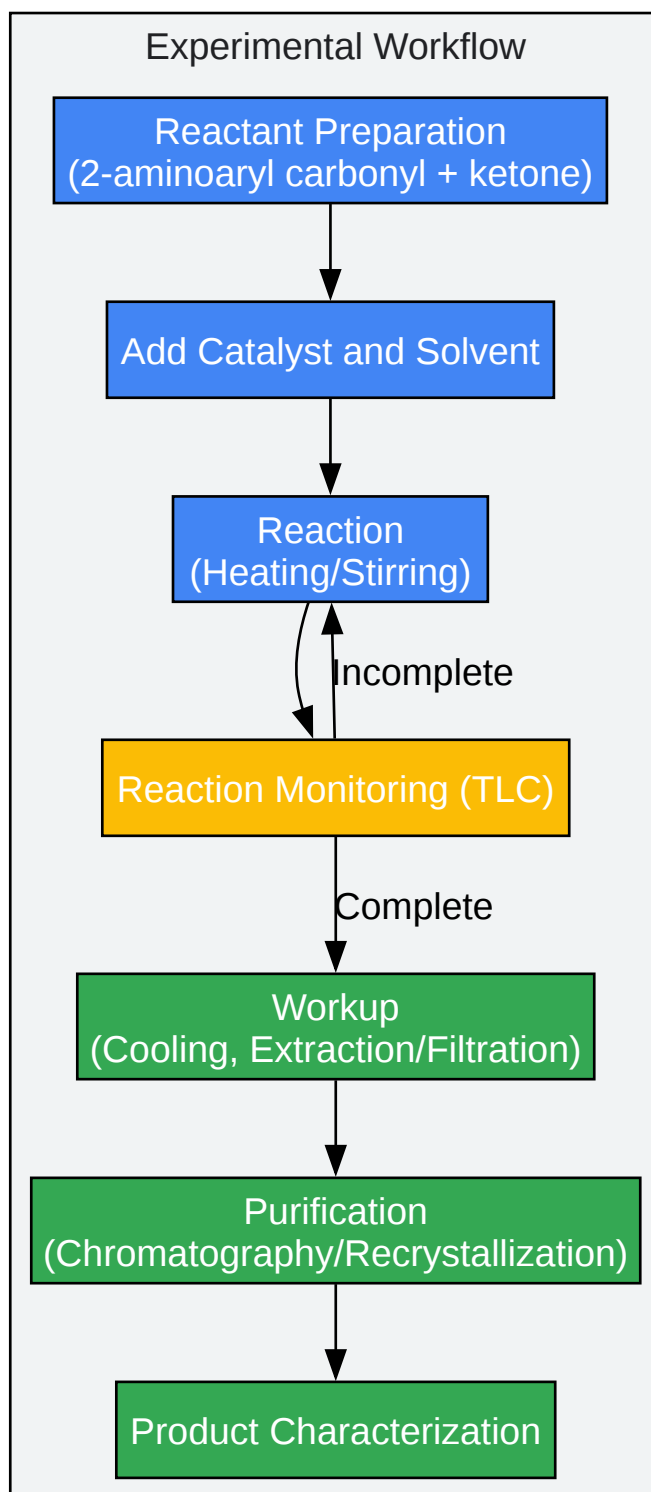 Experimental Workflow
Reactant Preparation
(2-aminoaryl carbonyl + ketone)
Add Catalyst and Solvent
Reaction
(Heating/Stirring)
Incomplete
Reaction Monitoring (TLC)
Complete
Workup
(Cooling, Extraction/Filtration)
Purification
(Chromatography/Recrystallization)
Product Characterization